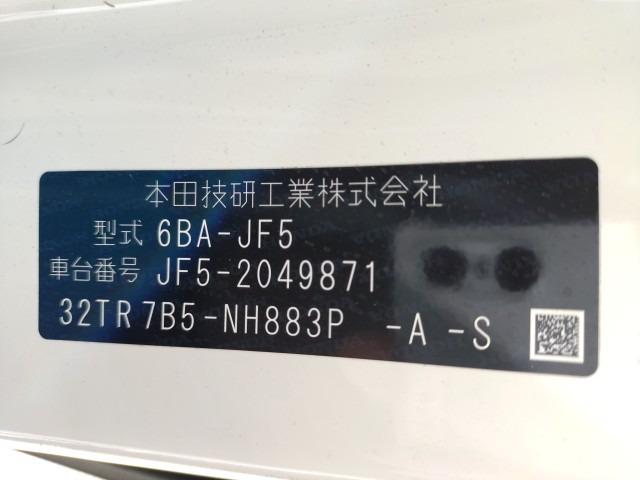 本田技研工業株式会社
型式 6BA-JF5
車台番号 JF5-2049871
32TR7B5-NH883P -A -S